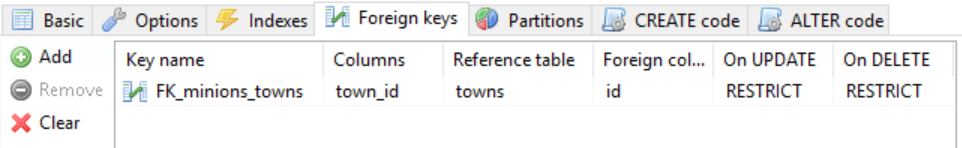 Basic Options Indexes Foreign keys Partitions CREATE code ALTER code
Add
Remove
Clear
Key name Columns Reference table Foreign col... On UPDATE On DELETE
FK_minions_towns town_id towns id RESTRICT RESTRICT